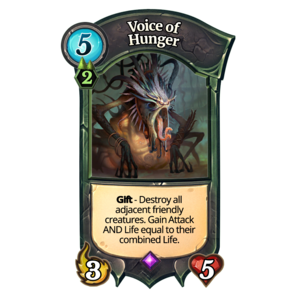 Voice of
Hunger
5
2
Gift - Destroy all
adjacent friendly
creatures. Gain Attack
AND Life equal to their
combined Life.
3
5